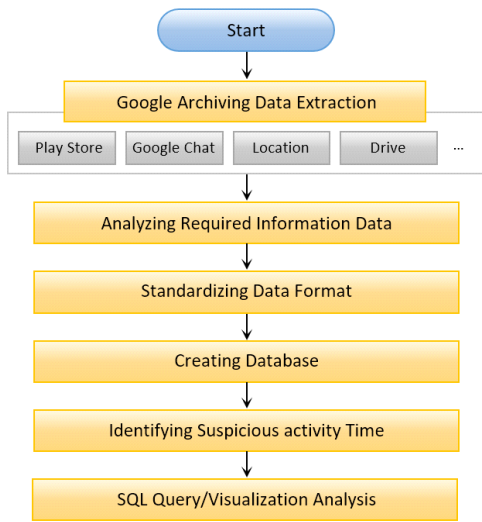 Start
Google Archiving Data Extraction
Play Store Google Chat Location Drive ...
Analyzing Required Information Data
Standardizing Data Format
Creating Database
Identifying Suspicious activity Time
SQL Query/Visualization Analysis